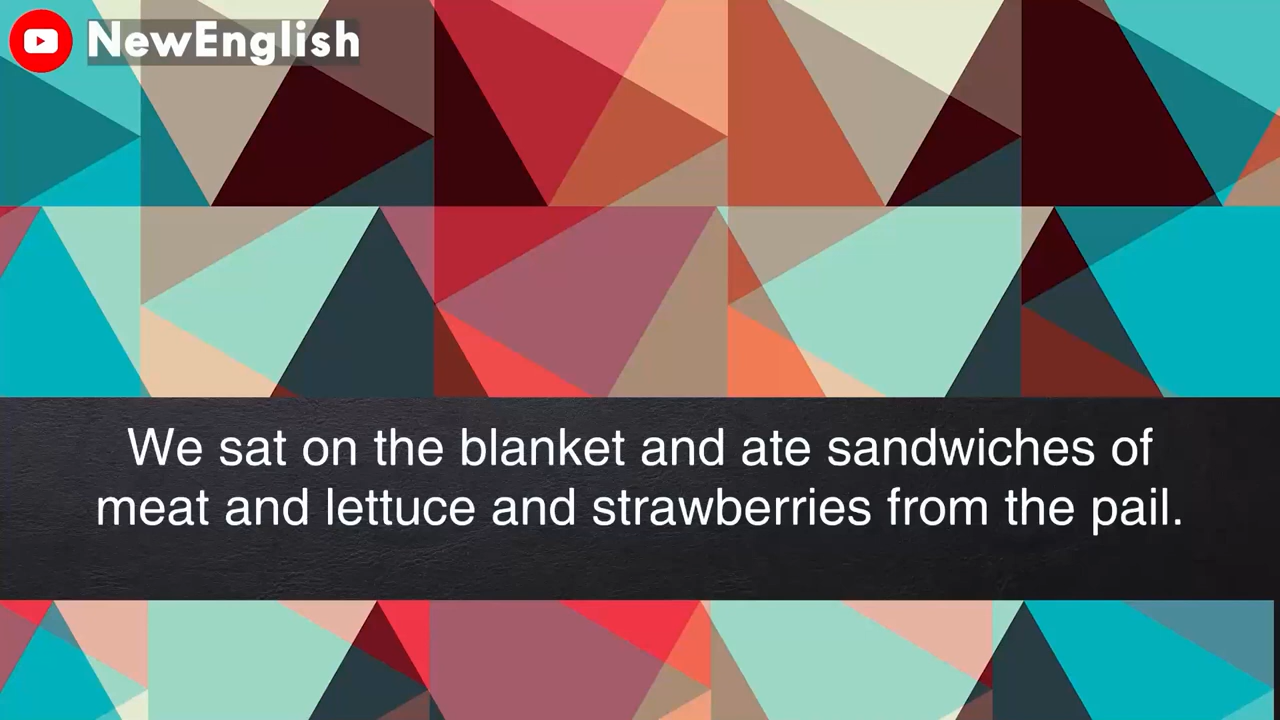 NewEnglish
We sat on the blanket and ate sandwiches of
meat and lettuce and strawberries from the pail.